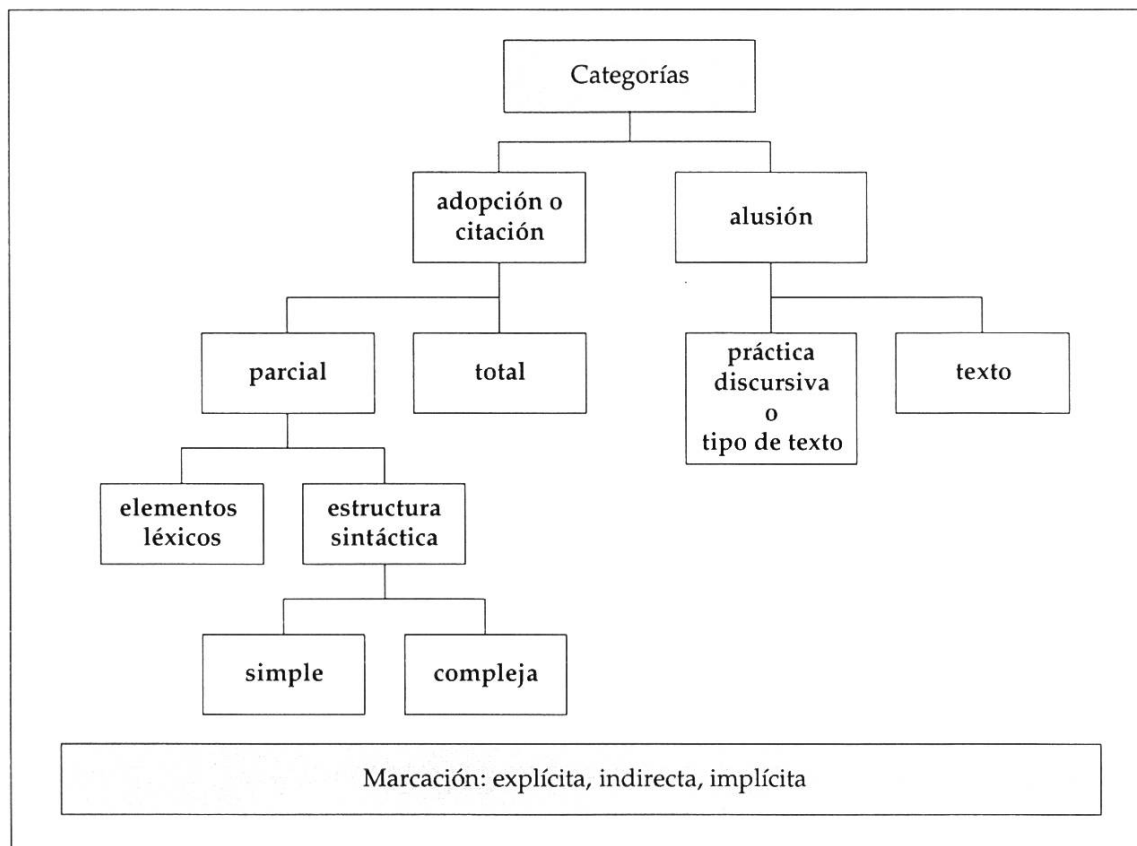 Categorías
adopción o
citación
alusión
parcial
total
práctica
discursiva
o
tipo de texto
texto
elementos
léxicos
estructura
sintáctica
simple
compleja
Marcación: explícita, indirecta, implícita